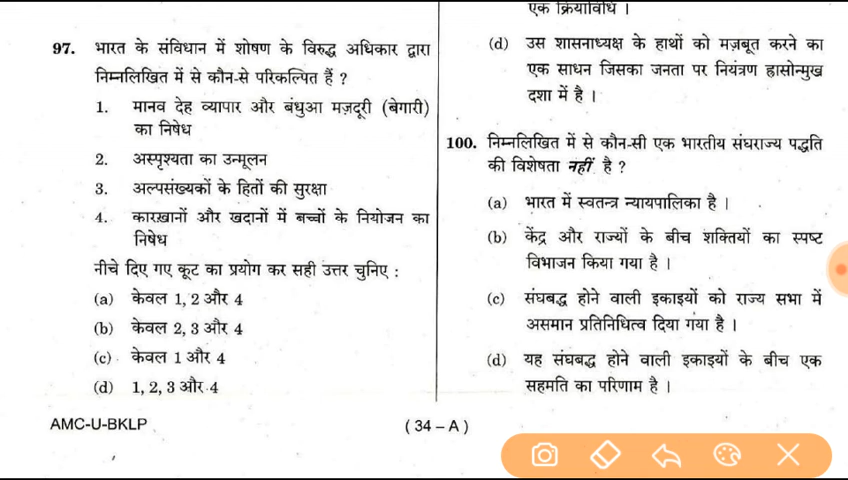 97. भारत के संविधान में शोषण के विरुद्ध अधिकार द्वारा
निम्नलिखित में से कौन-से परिकल्पित हैं ?
1. मानव देह व्यापार और बंधुआ मज़दूरी (बेगारी)
का निषेध
2. अस्पृश्यता का उन्मूलन
3. अल्पसंख्यकों के हितों की सुरक्षा
4. कारख़ानों और खदानों में बच्चों के नियोजन का
निषेध
नीचे दिए गए कूट का प्रयोग कर सही उत्तर चुनिए :
(a) केवल 1, 2 और 4
(b) केवल 2, 3 और 4
(c) केवल 1 और 4
(d) 1, 2, 3 और 4
एक क्रियाविधि ।
(d) उस शासनाध्यक्ष के हाथों को मज़बूत करने का
एक साधन जिसका जनता पर नियंत्रण ह्रासोन्मुख
दशा में है ।
100. निम्नलिखित में से कौन-सी एक भारतीय संघराज्य पद्धति
की विशेषता नहीं है ?
(a) भारत में स्वतन्त्र न्यायपालिका है ।
(b) केंद्र और राज्यों के बीच शक्तियों का स्पष्ट
विभाजन किया गया है ।
(c) संघबद्ध होने वाली इकाइयों को राज्य सभा में
असमान प्रतिनिधित्व दिया गया है ।
(d) यह संघबद्ध होने वाली इकाइयों के बीच एक
सहमति का परिणाम है ।
AMC-U-BKLP
( 34 – A )